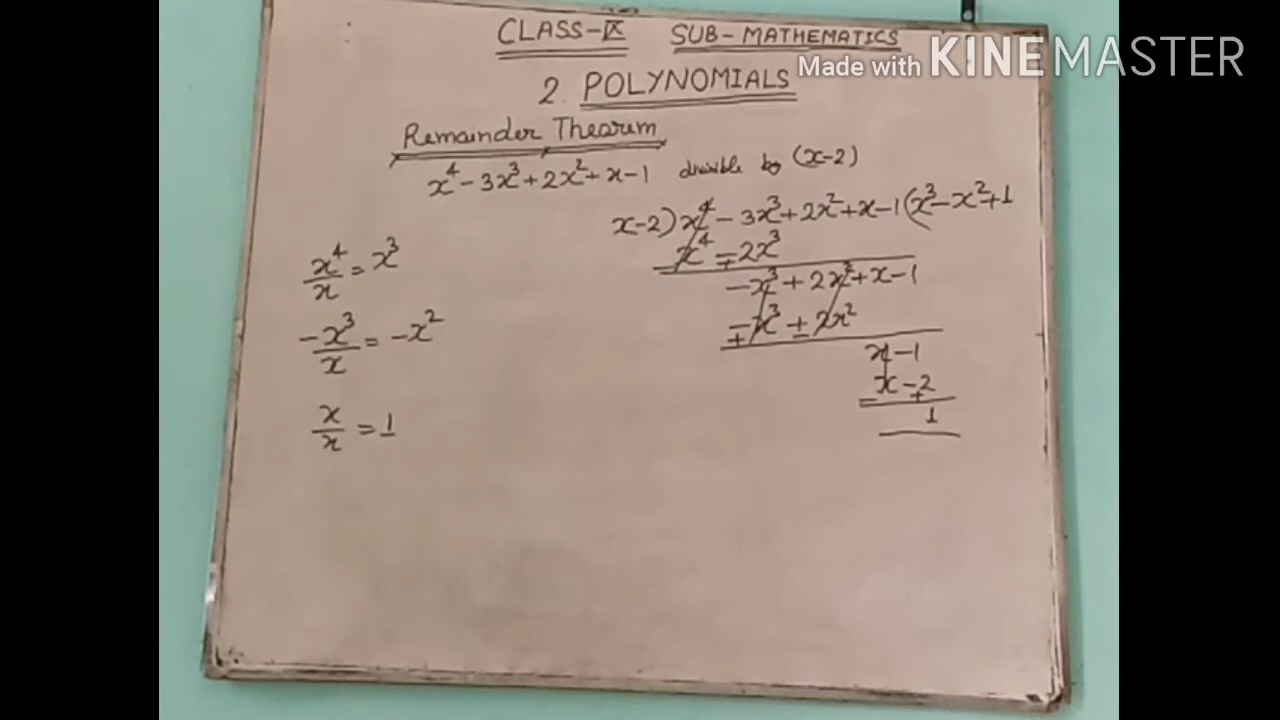 CLASS-IX SUB-MATHEMATICS
Made with KINEMASTER
2. POLYNOMIALS
Remainder Theorem
x⁴-3x³+2x²+x-1 divisible by (x-2)
x-2)x⁴-3x³+2x²+x-1(x³-x²+1
x⁴-2x³
+
-x³+2x²+x-1
-x³+2x²
+ -
x-1
x-2
- +
1
x⁴/x = x³
-x³/x = -x²
x/x = 1